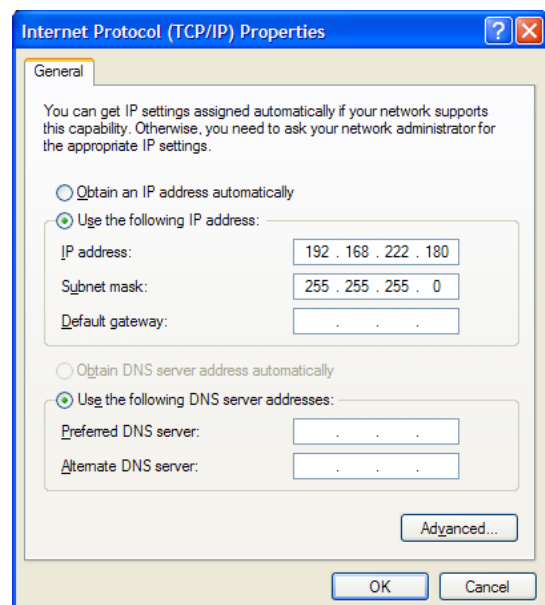 Internet Protocol (TCP/IP) Properties
General
You can get IP settings assigned automatically if your network supports
this capability. Otherwise, you need to ask your network administrator for
the appropriate IP settings.
Obtain an IP address automatically
Use the following IP address:
IP address: 192 . 168 . 222 . 180
Subnet mask: 255 . 255 . 255 . 0
Default gateway: . . .
Obtain DNS server address automatically
Use the following DNS server addresses:
Preferred DNS server: . . .
Alternate DNS server: . . .
Advanced...
OK Cancel